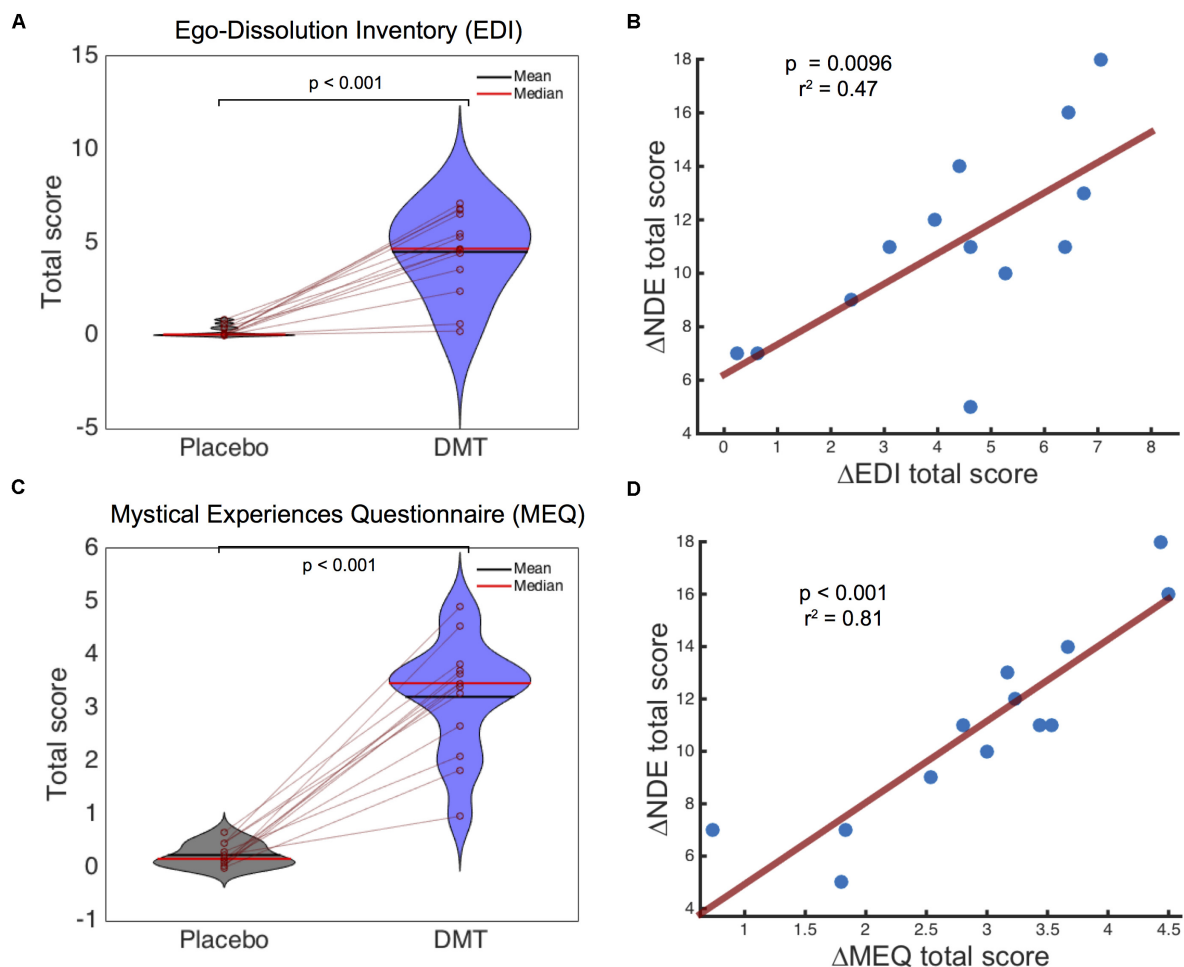 A
Ego-Dissolution Inventory (EDI)
15
10
5
0
-5
Total score
p < 0.001
Mean
Median
Placebo
DMT
B
18
16
14
12
10
8
6
4
ΔNDE total score
p = 0.0096
r² = 0.47
0 1 2 3 4 5 6 7 8
ΔEDI total score
C
Mystical Experiences Questionnaire (MEQ)
6
5
4
3
2
1
0
-1
Total score
p < 0.001
Mean
Median
Placebo
DMT
D
18
16
14
12
10
8
6
4
ΔNDE total score
p < 0.001
r² = 0.81
1 1.5 2 2.5 3 3.5 4 4.5
ΔMEQ total score